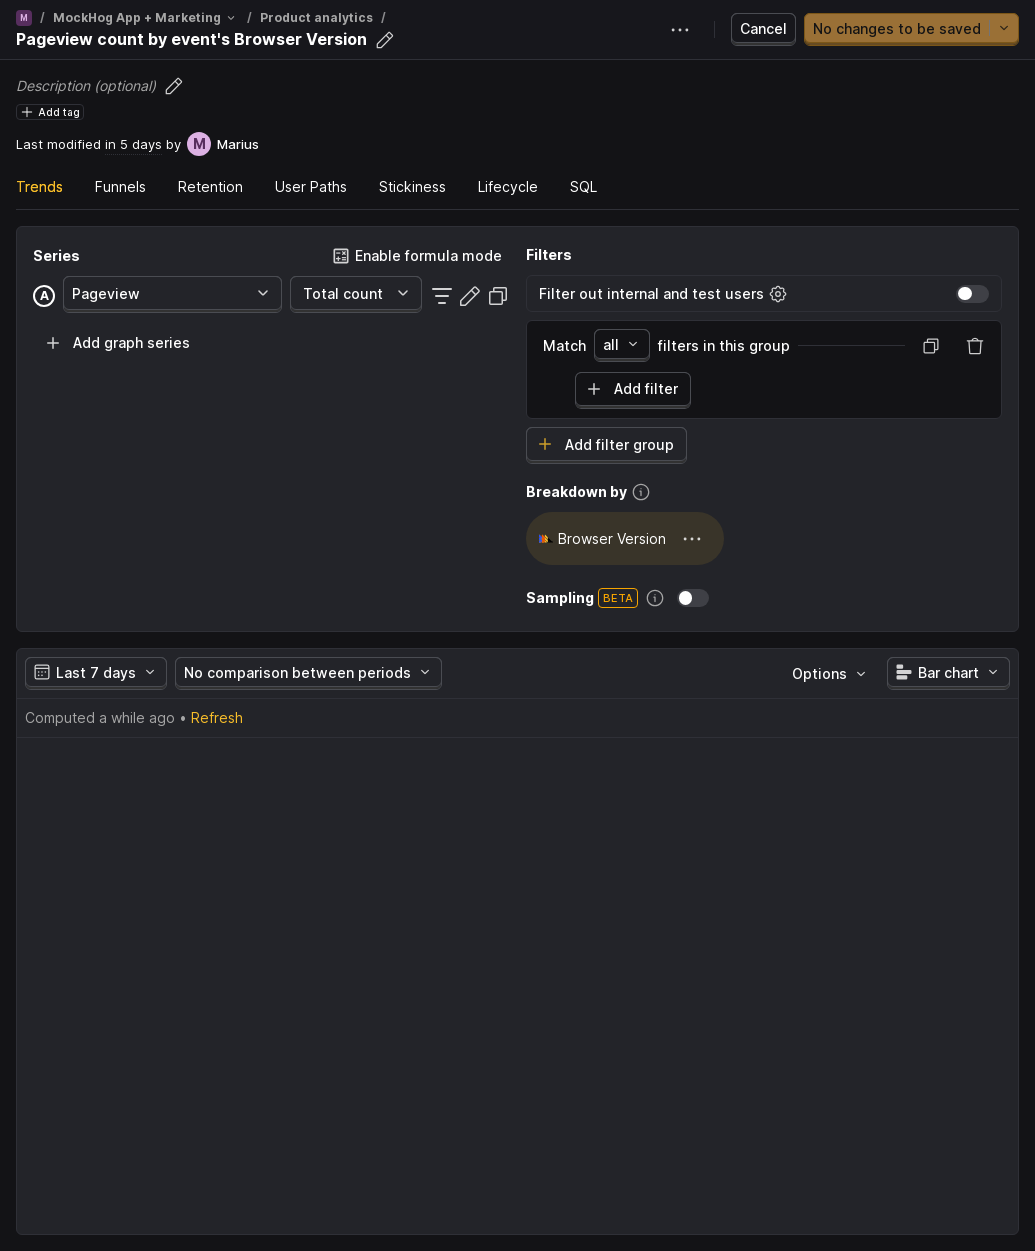 M / MockHog App + Marketing / Product analytics /
Pageview count by event's Browser Version
Cancel
No changes to be saved
Description (optional)
Add tag
Last modified in 5 days by M Marius
Trends Funnels Retention User Paths Stickiness Lifecycle SQL
Series
Enable formula mode
A Pageview Total count
Add graph series
Filters
Filter out internal and test users
Match all filters in this group
Add filter
Add filter group
Breakdown by
Browser Version
Sampling BETA
Last 7 days No comparison between periods Options Bar chart
Computed a while ago • Refresh